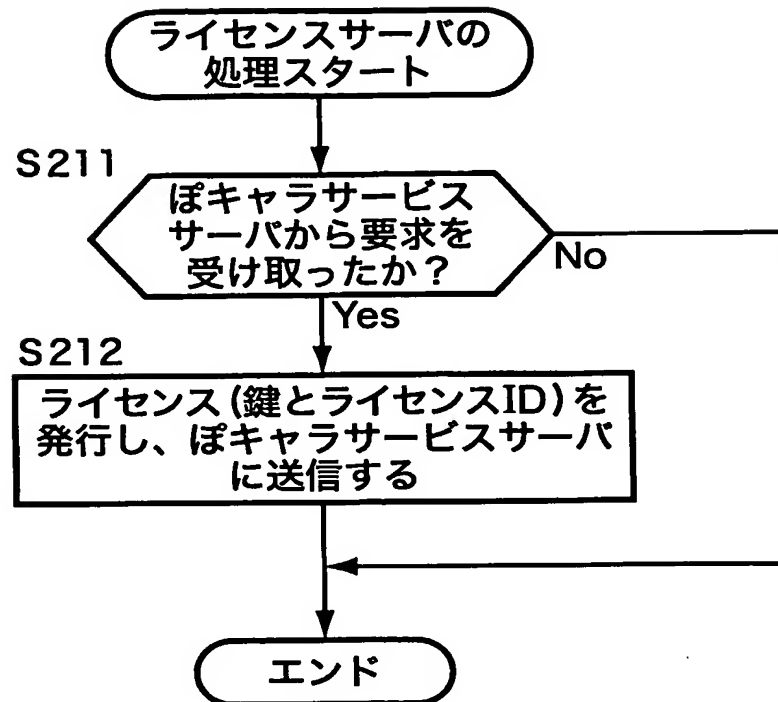 ライセンスサーバの
処理スタート
S211
ぽキャラサービス
サーバから要求を
受け取ったか？
No
Yes
S212
ライセンス(鍵とライセンスID)を
発行し、ぽキャラサービスサーバ
に送信する
エンド